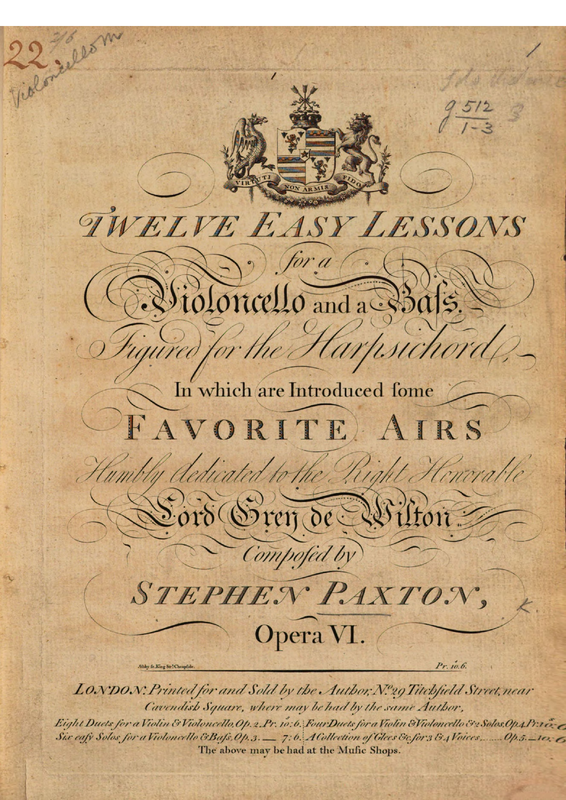 22.
Violoncello
1
g 512
1-3
3
VIRTUTI NON ARMIS FIDO
TWELVE EASY LESSONS
for a
Violoncello and a Baſs.
Figured for the Harpsichord,
In which are Introduced ſome
FAVORITE AIRS
Humbly dedicated to the Right Honorable
Lord Grey de Wilton
Compoſed by
STEPHEN PAXTON,
K.
Opera VI.
Pr. 10.6.
LONDON. Printed for and Sold by the Author, No. 29 Titchfield Street, near
Cavendish Square, where may be had by the same Author,
Eight Duets for a Violin & Violoncello, Op. 2. Pr. 10:6. Four Duets for a Violin & Violoncello & 2 Solos, Op. 4. Pr.
Six eaſy Solos for a Violoncello & Baſs, Op. 3. — 7:6. A Collection of Glees &c. for 3 & 4 Voices Op. 5.
The above may be had at the Muſic Shops.